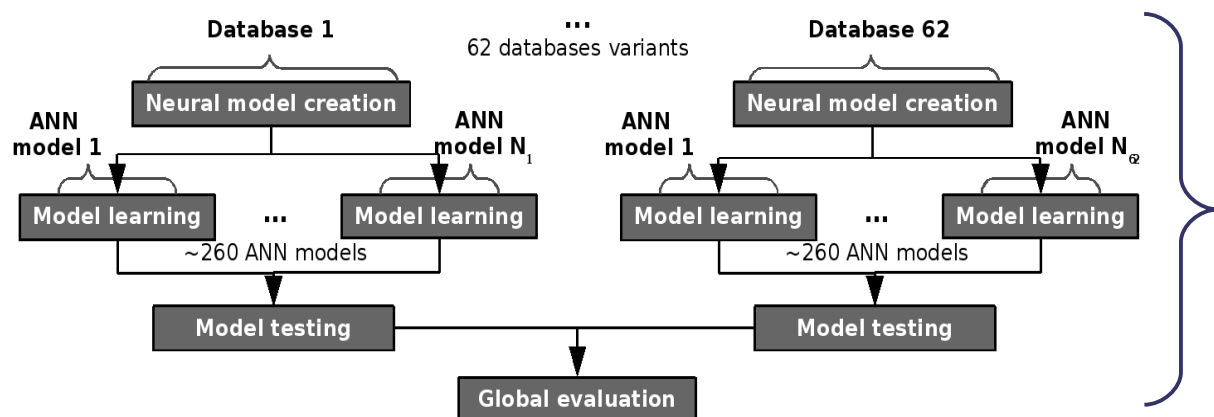 Database 1
...
62 databases variants
Database 62
Neural model creation
Neural model creation
ANN
model 1
ANN
model N₁
ANN
model 1
ANN
model N₆₂
Model learning
...
Model learning
Model learning
...
Model learning
~260 ANN models
~260 ANN models
Model testing
Model testing
Global evaluation